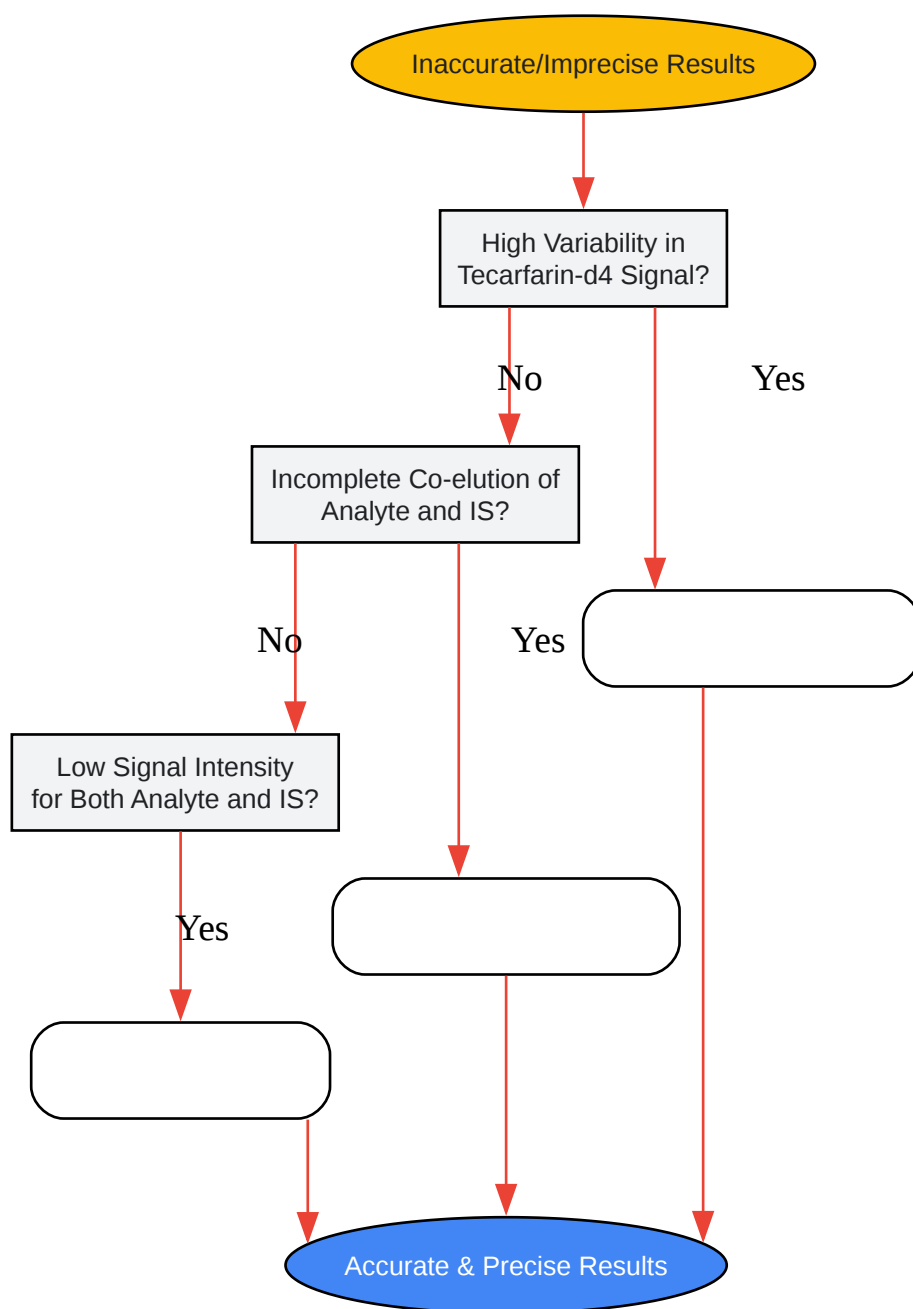 Inaccurate/Imprecise Results
High Variability in
Tecarfarin-d4 Signal?
No
Yes
Incomplete Co-elution of
Analyte and IS?
No
Yes
Low Signal Intensity
for Both Analyte and IS?
Yes
Accurate & Precise Results